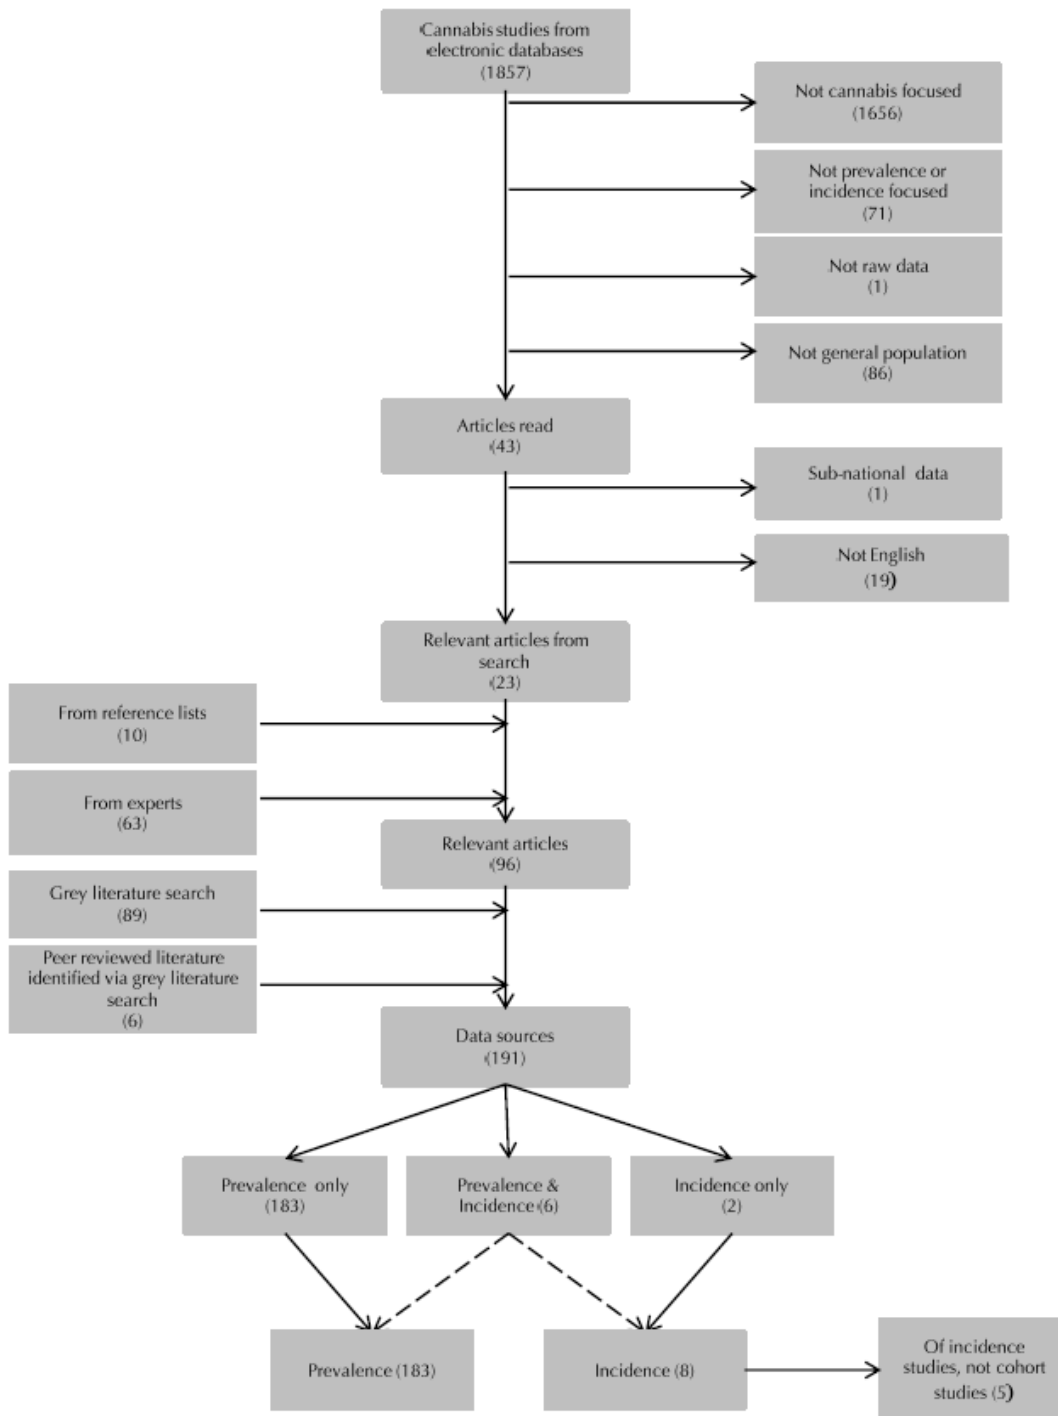 Cannabis studies from
electronic databases
(1857)
Not cannabis focused
(1656)
Not prevalence or
incidence focused
(71)
Not raw data
(1)
Not general population
(86)
Articles read
(43)
Sub-national data
(1)
Not English
(19)
Relevant articles from
search
(23)
From reference lists
(10)
From experts
(63)
Relevant articles
(96)
Grey literature search
(89)
Peer reviewed literature
identified via grey literature
search
(6)
Data sources
(191)
Prevalence only
(183)
Prevalence &
Incidence (6)
Incidence only
(2)
Prevalence (183)
Incidence (8)
Of incidence
studies, not cohort
studies (5)